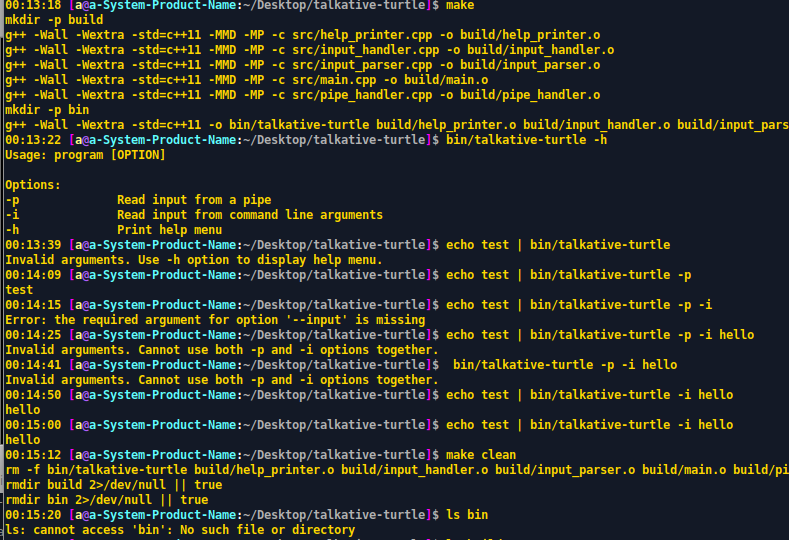 00:13:18 [a@a-System-Product-Name:~/Desktop/talkative-turtle]$ make
mkdir -p build
g++ -Wall -Wextra -std=c++11 -MMD -MP -c src/help_printer.cpp -o build/help_printer.o
g++ -Wall -Wextra -std=c++11 -MMD -MP -c src/input_handler.cpp -o build/input_handler.o
g++ -Wall -Wextra -std=c++11 -MMD -MP -c src/input_parser.cpp -o build/input_parser.o
g++ -Wall -Wextra -std=c++11 -MMD -MP -c src/main.cpp -o build/main.o
g++ -Wall -Wextra -std=c++11 -MMD -MP -c src/pipe_handler.cpp -o build/pipe_handler.o
mkdir -p bin
g++ -Wall -Wextra -std=c++11 -o bin/talkative-turtle build/help_printer.o build/input_handler.o build/input_pars
00:13:22 [a@a-System-Product-Name:~/Desktop/talkative-turtle]$ bin/talkative-turtle -h
Usage: program [OPTION]
Options:
-p Read input from a pipe
-i Read input from command line arguments
-h Print help menu
00:13:39 [a@a-System-Product-Name:~/Desktop/talkative-turtle]$ echo test | bin/talkative-turtle
Invalid arguments. Use -h option to display help menu.
00:14:09 [a@a-System-Product-Name:~/Desktop/talkative-turtle]$ echo test | bin/talkative-turtle -p
test
00:14:15 [a@a-System-Product-Name:~/Desktop/talkative-turtle]$ echo test | bin/talkative-turtle -p -i
Error: the required argument for option '--input' is missing
00:14:25 [a@a-System-Product-Name:~/Desktop/talkative-turtle]$ echo test | bin/talkative-turtle -p -i hello
Invalid arguments. Cannot use both -p and -i options together.
00:14:41 [a@a-System-Product-Name:~/Desktop/talkative-turtle]$  bin/talkative-turtle -p -i hello
Invalid arguments. Cannot use both -p and -i options together.
00:14:50 [a@a-System-Product-Name:~/Desktop/talkative-turtle]$ echo test | bin/talkative-turtle -i hello
hello
00:15:00 [a@a-System-Product-Name:~/Desktop/talkative-turtle]$ echo test | bin/talkative-turtle -i hello
hello
00:15:12 [a@a-System-Product-Name:~/Desktop/talkative-turtle]$ make clean
rm -f bin/talkative-turtle build/help_printer.o build/input_handler.o build/input_parser.o build/main.o build/pi
rmdir build 2>/dev/null || true
rmdir bin 2>/dev/null || true
00:15:20 [a@a-System-Product-Name:~/Desktop/talkative-turtle]$ ls bin
ls: cannot access 'bin': No such file or directory